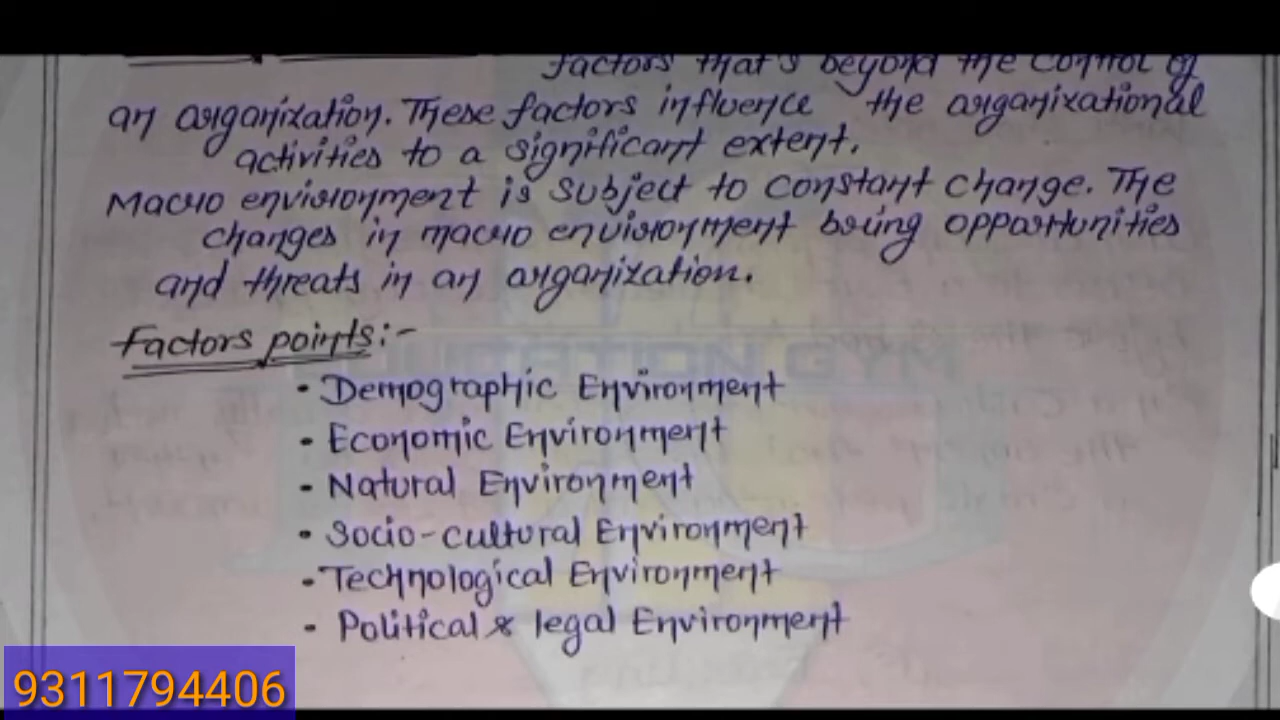 factors that's beyond the control of
an organization. These factors influence the organizational
activities to a significant extent.
Macro environment is subject to constant change. The
changes in macro environment bring opportunities
and threats in an organization.
Factors points:-
• Demographic Environment
• Economic Environment
- Natural Environment
• Socio-cultural Environment
• Technological Environment
- Political & legal Environment
9311794406